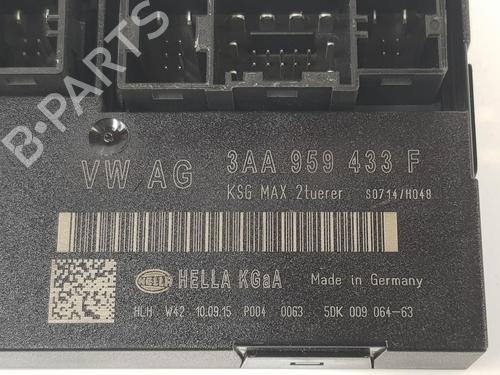 B-PARTS
VW AG 3AA 959 433 F
KSG MAX 2tuerer S0714/H048
HELLA HELLA KGaA Made in Germany
HLH W42 10.09.15 P004 0063 5DK 009 064-63